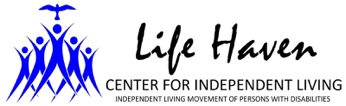 Life Haven
CENTER FOR INDEPENDENT LIVING
INDEPENDENT LIVING MOVEMENT OF PERSONS WITH DISABILITIES